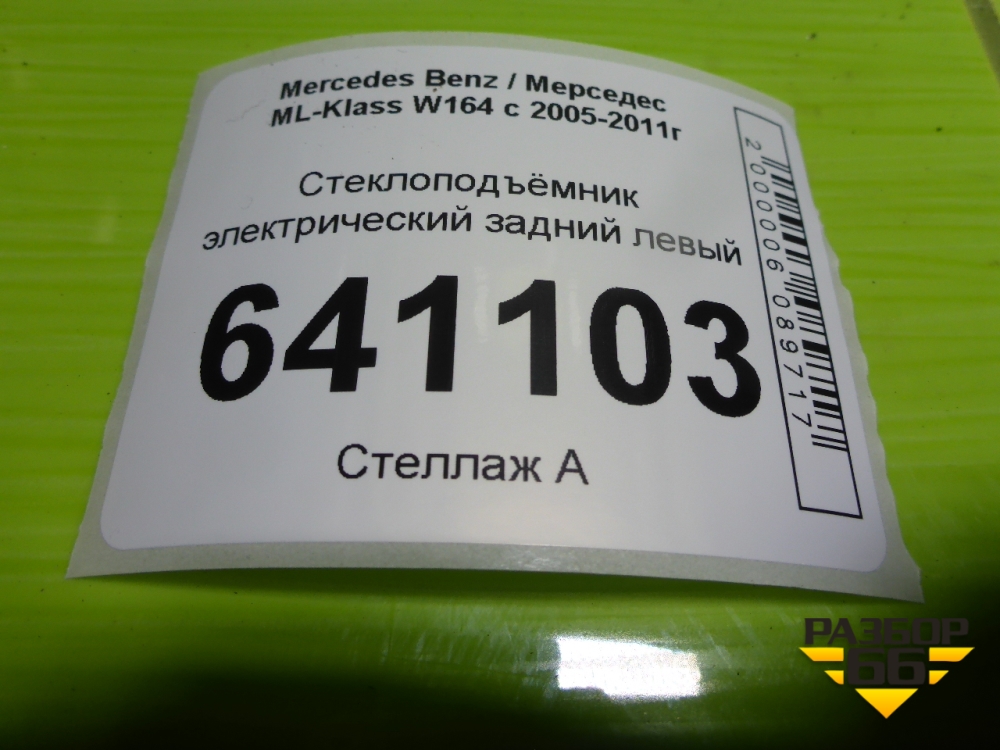 Mercedes Benz / Мерседес
ML-Klass W164 с 2005-2011г
Стеклоподъёмник
электрический задний левый
641103
Стеллаж А
2000006089717
РАЗБОР
66